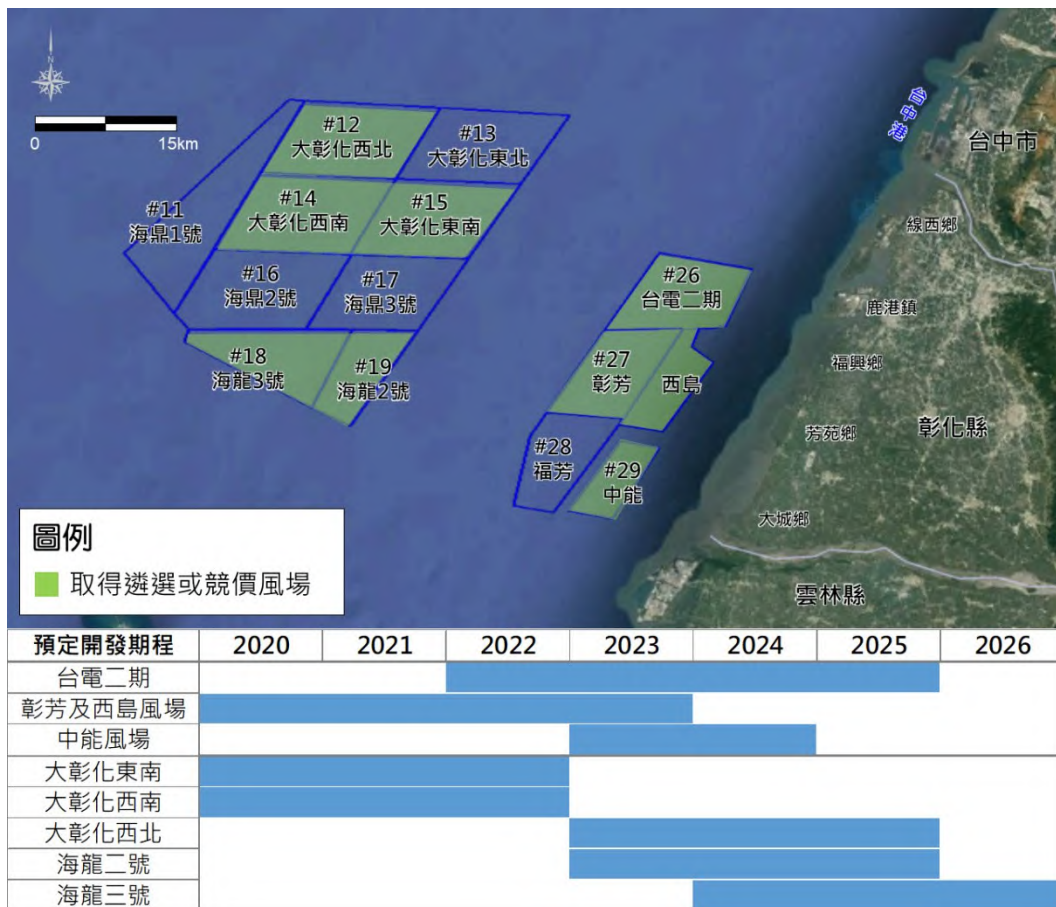 N
0
15km
台中港
台中市
#12
大彰化西北
#13
大彰化東北
#11
海鼎1號
#14
大彰化西南
#15
大彰化東南
線西鄉
#16
海鼎2號
#17
海鼎3號
#26
台電二期
鹿港鎮
#18
海龍3號
#19
海龍2號
#27
彰芳
西島
福興鄉
彰化縣
芳苑鄉
#28
福芳
#29
中能
大城鄉
雲林縣
圖例
取得遴選或競價風場
預定開發期程 2020 2021 2022 2023 2024 2025 2026
台電二期
彰芳及西島風場
中能風場
大彰化東南
大彰化西南
大彰化西北
海龍二號
海龍三號